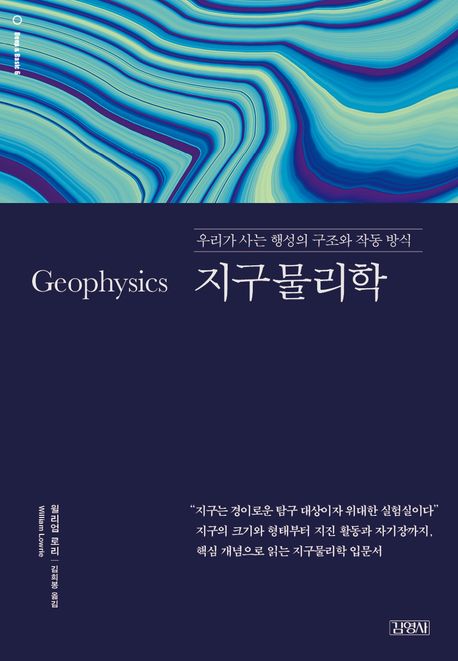 Deep & Basic 6
우리가 사는 행성의 구조와 작동 방식
Geophysics 지구물리학
윌리엄 로리 | 김희봉 옮김
William Lowrie
“지구는 경이로운 탐구 대상이자 위대한 실험실이다”
지구의 크기와 형태부터 지진 활동과 자기장까지,
핵심 개념으로 읽는 지구물리학 입문서
김영사